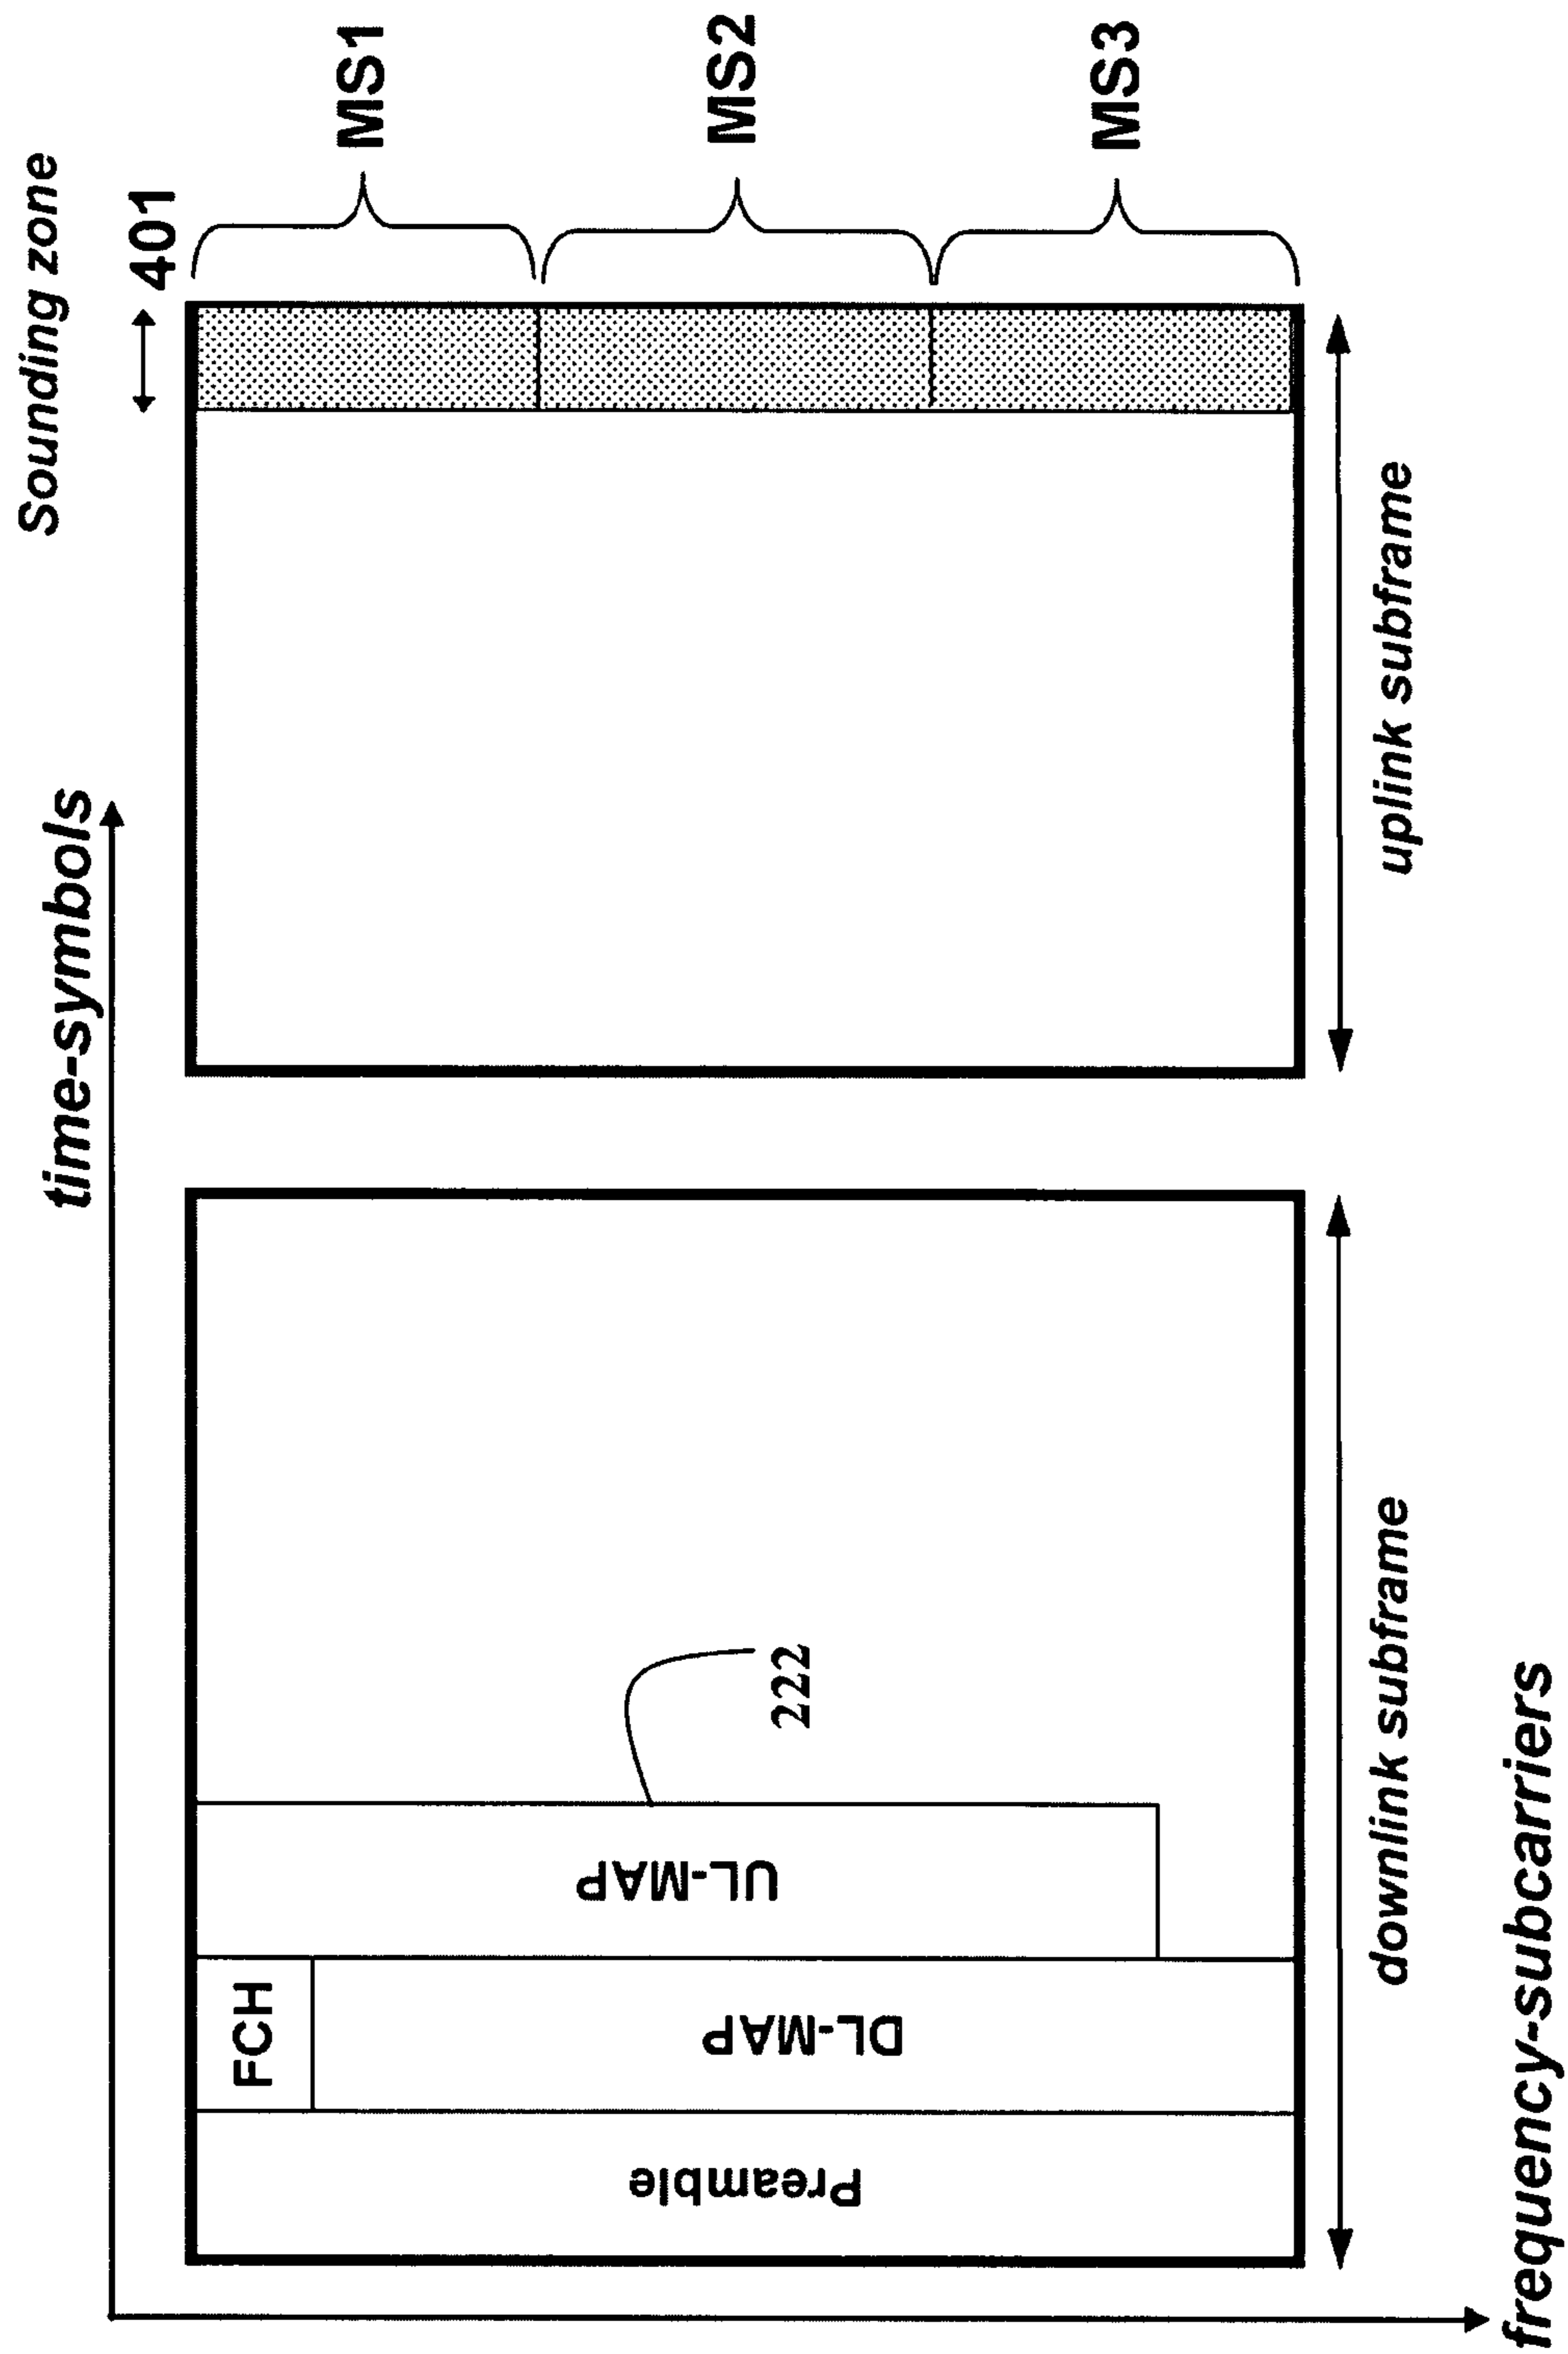 time-symbols
Sounding zone
401
Preamble
FCH
DL-MAP
UL-MAP
222
MS1
MS2
MS3
downlink subframe
uplink subframe
frequency-subcarriers